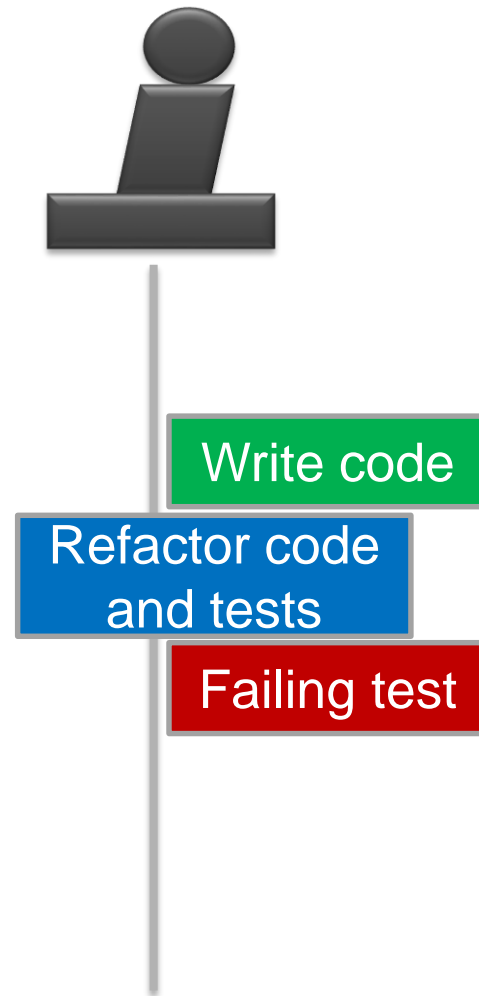 Write code
Refactor code
and tests
Failing test